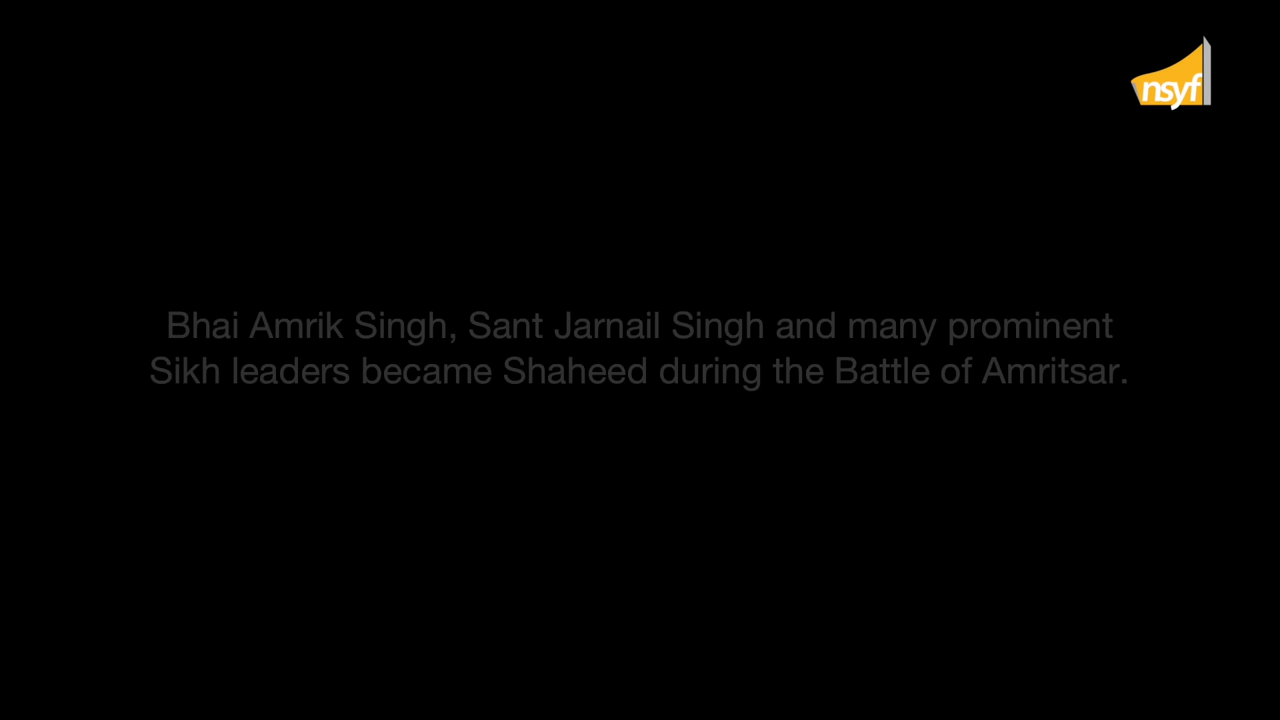 nsyf
Bhai Amrik Singh, Sant Jarnail Singh and many prominent
Sikh leaders became Shaheed during the Battle of Amritsar.